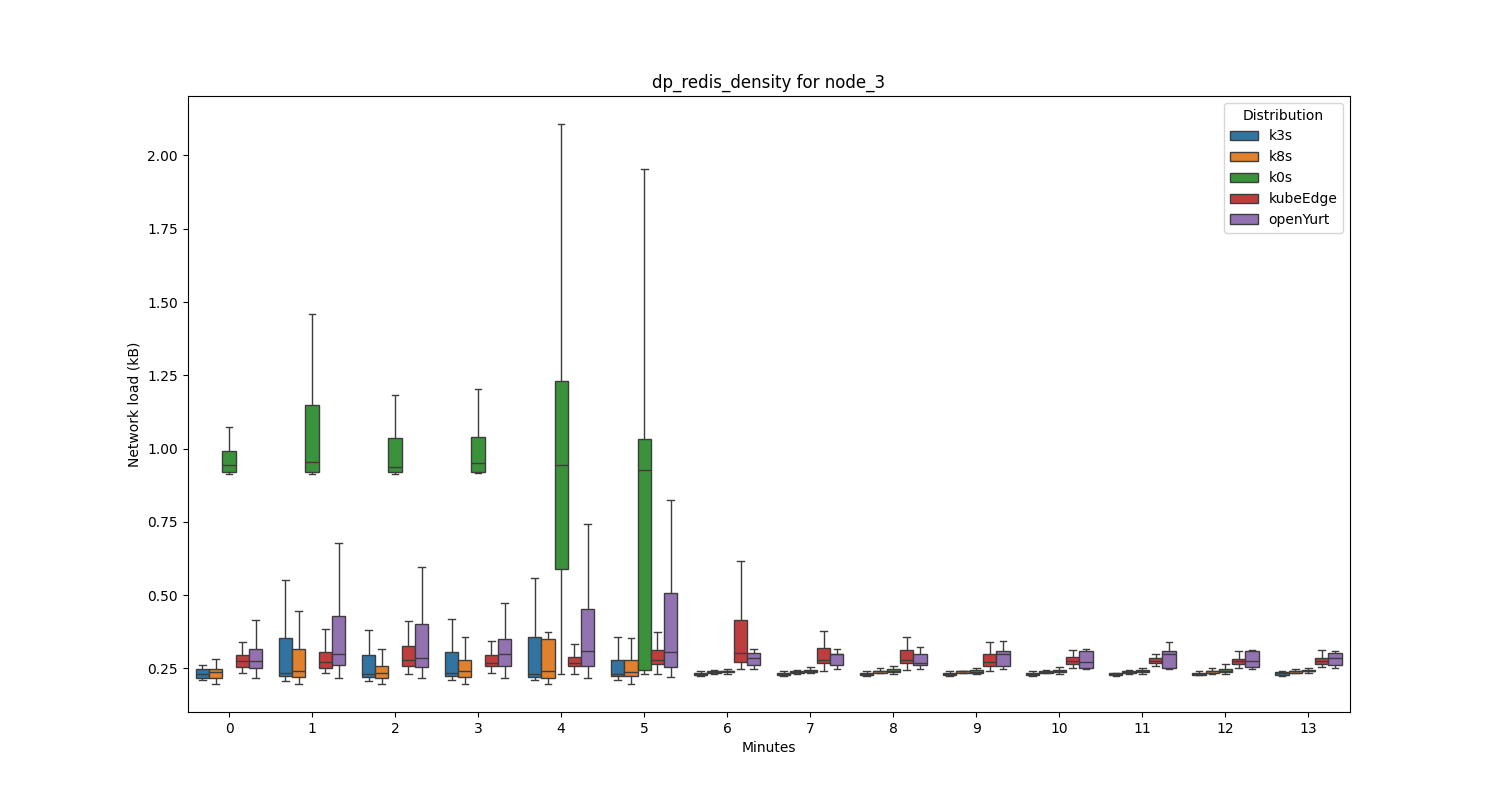 dp_redis_density for node_3
Distribution
k3s
k8s
k0s
kubeEdge
openYurt
Network load (kB)
2.00
1.75
1.50
1.25
1.00
0.75
0.50
0.25
0 1 2 3 4 5 6 7 8 9 10 11 12 13
Minutes